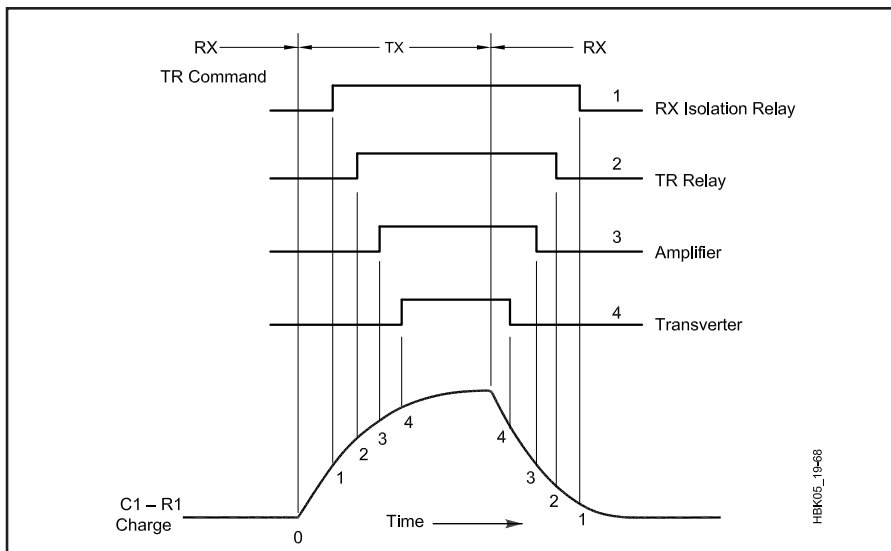 RX TX RX
TR Command
1
RX Isolation Relay
2
TR Relay
3
Amplifier
4
Transverter
4
3
2
1
4
3
2
1
C1 – R1
Charge
Time
0
HBK05_19-68